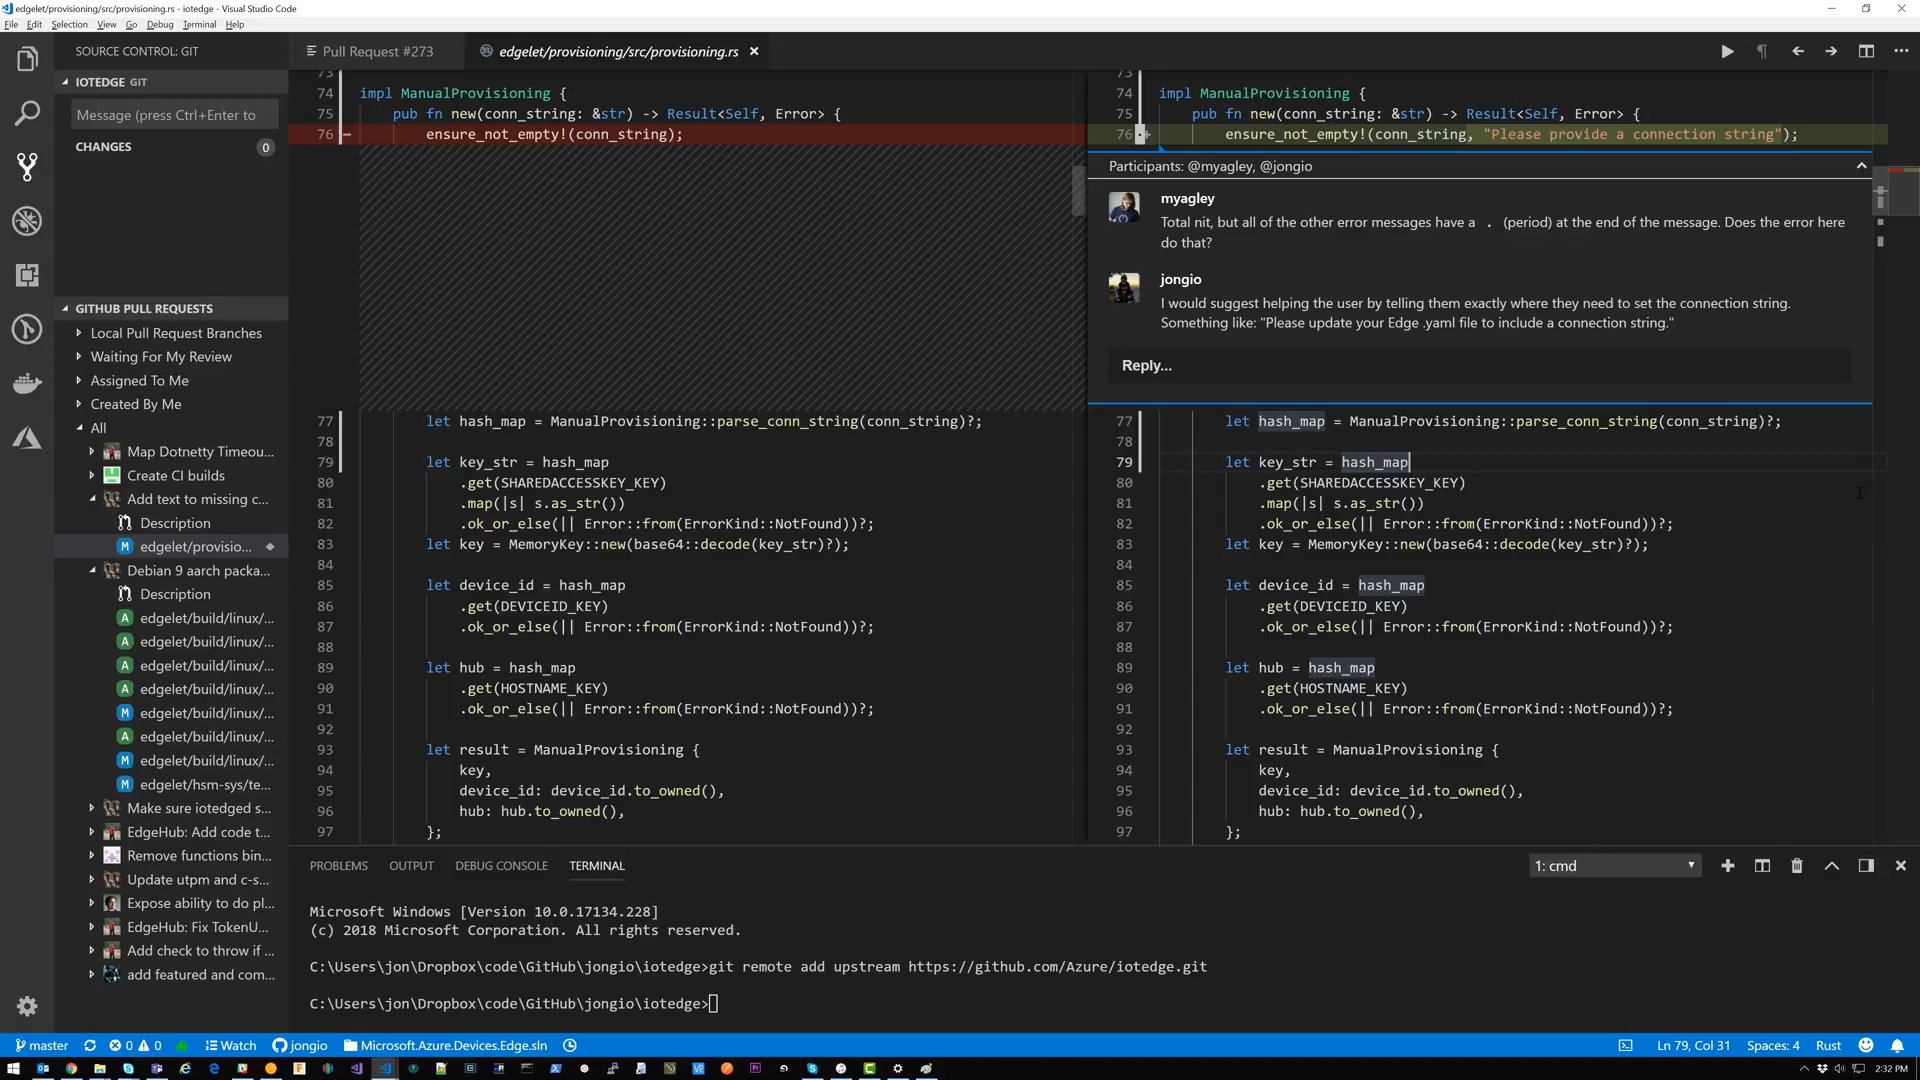 edgelet/provisioning/src/provisioning.rs - iotedge - Visual Studio Code
File Edit Selection View Go Debug Terminal Help
SOURCE CONTROL: GIT
IOTEDGE GIT
Message (press Ctrl+Enter to
CHANGES 0
GITHUB PULL REQUESTS
Local Pull Request Branches
Waiting For My Review
Assigned To Me
Created By Me
All
Map Dotnetty Timeou...
Create CI builds
Add text to missing c...
Description
M edgelet/provisio...
Debian 9 aarch packa...
Description
A edgelet/build/linux/...
A edgelet/build/linux/...
A edgelet/build/linux/...
A edgelet/build/linux/...
M edgelet/build/linux/...
A edgelet/build/linux/...
M edgelet/build/linux/...
M edgelet/hsm-sys/te...
Make sure iotedged s...
EdgeHub: Add code t...
Remove functions bin...
Update utpm and c-s...
Expose ability to do pl...
EdgeHub: Fix TokenU...
Add check to throw if ...
add featured and com...
Pull Request #273
edgelet/provisioning/src/provisioning.rs
73
74 impl ManualProvisioning {
75 pub fn new(conn_string: &str) -> Result<Self, Error> {
76 ensure_not_empty!(conn_string);
77 let hash_map = ManualProvisioning::parse_conn_string(conn_string)?;
78
79 let key_str = hash_map
80 .get(SHAREDACCESSKEY_KEY)
81 .map(|s| s.as_str())
82 .ok_or_else(|| Error::from(ErrorKind::NotFound))?;
83 let key = MemoryKey::new(base64::decode(key_str)?);
84
85 let device_id = hash_map
86 .get(DEVICEID_KEY)
87 .ok_or_else(|| Error::from(ErrorKind::NotFound))?;
88
89 let hub = hash_map
90 .get(HOSTNAME_KEY)
91 .ok_or_else(|| Error::from(ErrorKind::NotFound))?;
92
93 let result = ManualProvisioning {
94 key,
95 device_id: device_id.to_owned(),
96 hub: hub.to_owned(),
97 };
73
74 impl ManualProvisioning {
75 pub fn new(conn_string: &str) -> Result<Self, Error> {
76 ensure_not_empty!(conn_string, "Please provide a connection string");
Participants: @myagley, @jongio
myagley
Total nit, but all of the other error messages have a . (period) at the end of the message. Does the error here
do that?
jongio
I would suggest helping the user by telling them exactly where they need to set the connection string.
Something like: "Please update your Edge .yaml file to include a connection string."
Reply...
77 let hash_map = ManualProvisioning::parse_conn_string(conn_string)?;
78
79 let key_str = hash_map
80 .get(SHAREDACCESSKEY_KEY)
81 .map(|s| s.as_str())
82 .ok_or_else(|| Error::from(ErrorKind::NotFound))?;
83 let key = MemoryKey::new(base64::decode(key_str)?);
84
85 let device_id = hash_map
86 .get(DEVICEID_KEY)
87 .ok_or_else(|| Error::from(ErrorKind::NotFound))?;
88
89 let hub = hash_map
90 .get(HOSTNAME_KEY)
91 .ok_or_else(|| Error::from(ErrorKind::NotFound))?;
92
93 let result = ManualProvisioning {
94 key,
95 device_id: device_id.to_owned(),
96 hub: hub.to_owned(),
97 };
PROBLEMS OUTPUT DEBUG CONSOLE TERMINAL 1: cmd
Microsoft Windows [Version 10.0.17134.228]
(c) 2018 Microsoft Corporation. All rights reserved.
C:\Users\jon\Dropbox\code\GitHub\jongio\iotedge>git remote add upstream https://github.com/Azure/iotedge.git
C:\Users\jon\Dropbox\code\GitHub\jongio\iotedge>
master 0 0 Watch jongio Microsoft.Azure.Devices.Edge.sln Ln 79, Col 31 Spaces: 4 Rust
2:32 PM